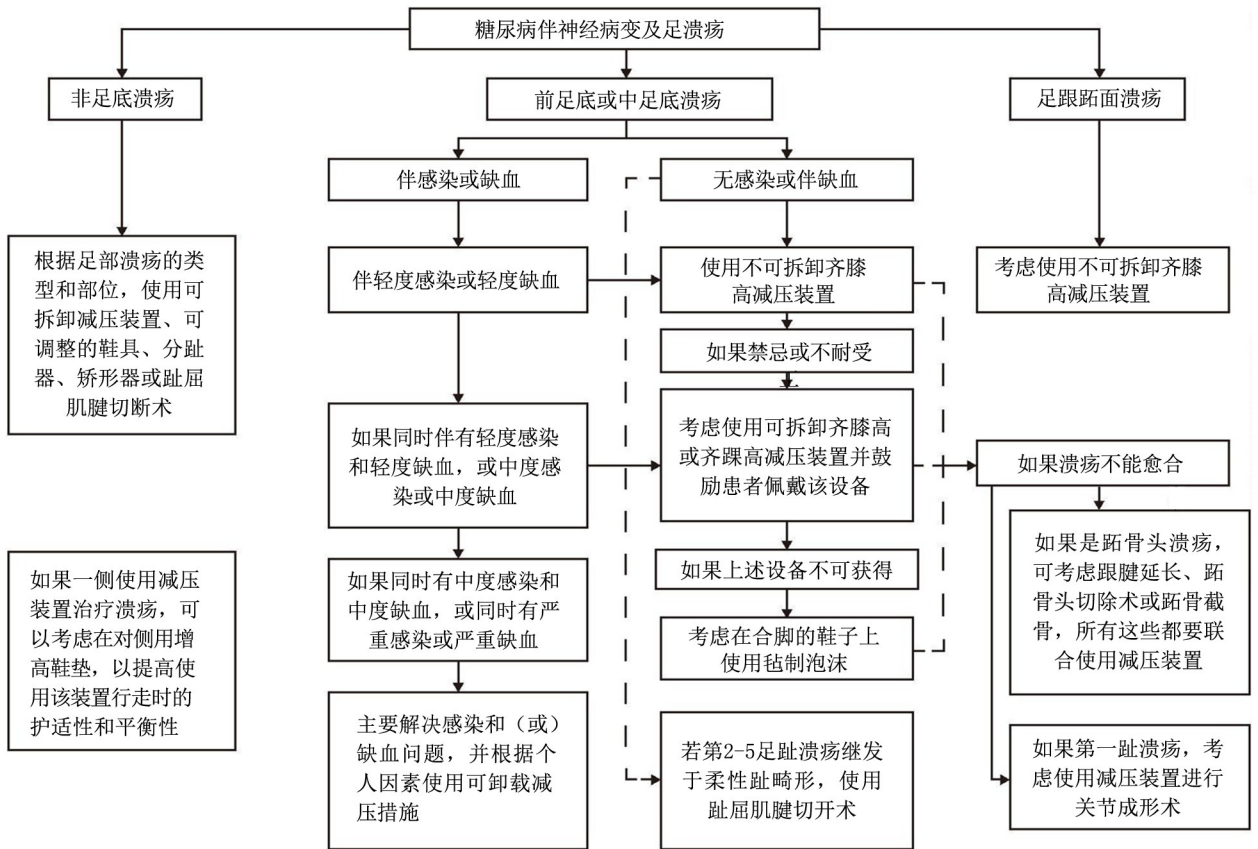 糖尿病伴神经病变及足溃疡
非足底溃疡
前足底或中足底溃疡
足跟跖面溃疡
伴感染或缺血
无感染或伴缺血
根据足部溃疡的类
型和部位，使用可
拆卸减压装置、可
调整的鞋具、分趾
器、矫形器或趾屈
肌腱切断术
伴轻度感染或轻度缺血
使用不可拆卸齐膝
高减压装置
考虑使用不可拆卸齐膝
高减压装置
如果禁忌或不耐受
如果同时伴有轻度感染
和轻度缺血，或中度感
染或中度缺血
考虑使用可拆卸齐膝高
或齐踝高减压装置并鼓
励患者佩戴该设备
如果溃疡不能愈合
如果一侧使用减压
装置治疗溃疡，可
以考虑在对侧用增
高鞋垫，以提高使
用该装置行走时的
护适性和平衡性
如果同时有中度感染和
中度缺血，或同时有严
重感染或严重缺血
如果上述设备不可获得
考虑在合脚的鞋子上
使用毡制泡沫
如果是跖骨头溃疡，
可考虑跟腱延长、跖
骨头切除术或跖骨截
骨，所有这些都要联
合使用减压装置
主要解决感染和（或）
缺血问题，并根据个
人因素使用可卸载减
压措施
若第2-5足趾溃疡继发
于柔性趾畸形，使用
趾屈肌腱切开术
如果第一趾溃疡，考
虑使用减压装置进行
关节成形术